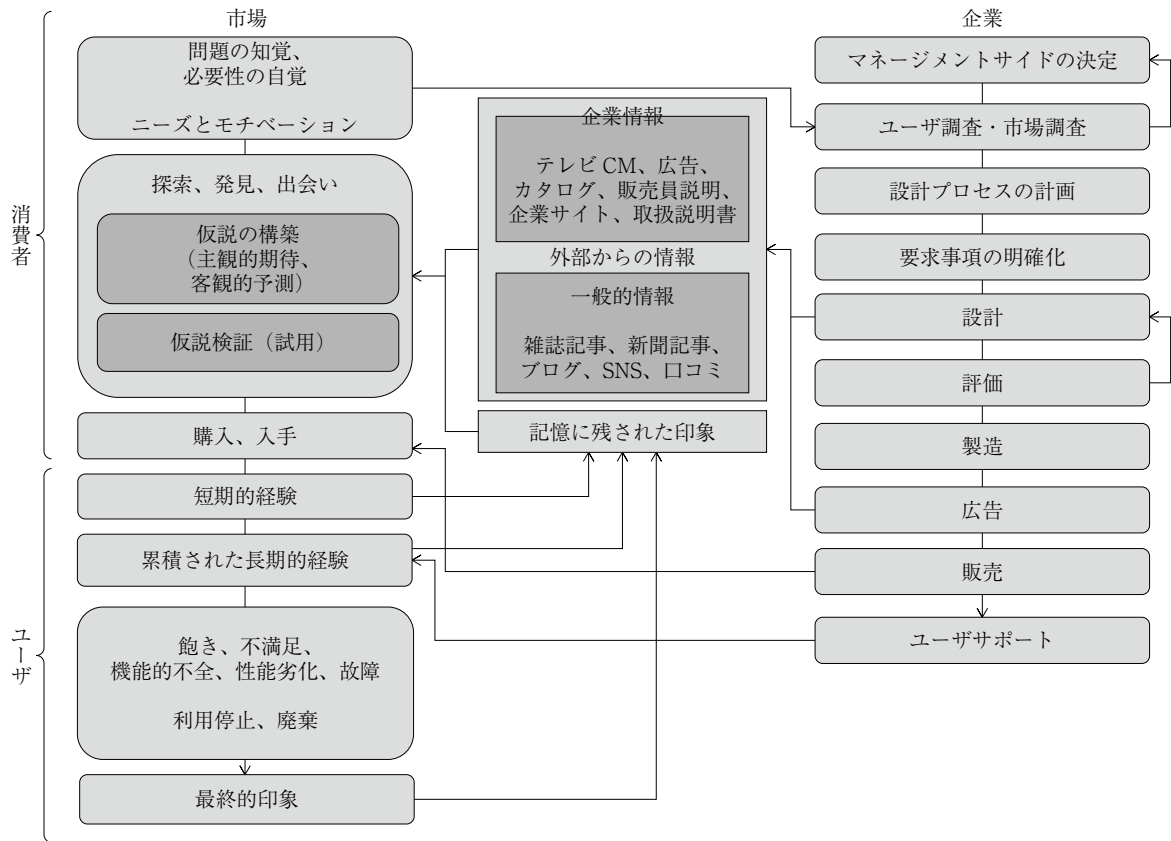 市場
企業
消費者
ユーザ
問題の知覚、
必要性の自覚
ニーズとモチベーション
探索、発見、出会い
仮説の構築
（主観的期待、
客観的予測）
仮説検証（試用）
購入、入手
短期的経験
累積された長期的経験
飽き、不満足、
機能的不全、性能劣化、故障
利用停止、廃棄
最終的印象
企業情報
テレビ CM、広告、
カタログ、販売員説明、
企業サイト、取扱説明書
外部からの情報
一般的情報
雑誌記事、新聞記事、
ブログ、SNS、口コミ
記憶に残された印象
マネージメントサイドの決定
ユーザ調査・市場調査
設計プロセスの計画
要求事項の明確化
設計
評価
製造
広告
販売
ユーザサポート